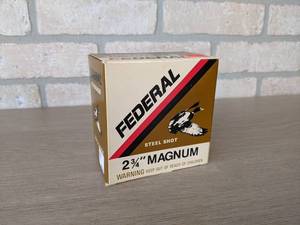 FEDERAL
STEEL SHOT
2¾" MAGNUM
WARNING KEEP OUT OF REACH OF CHILDREN